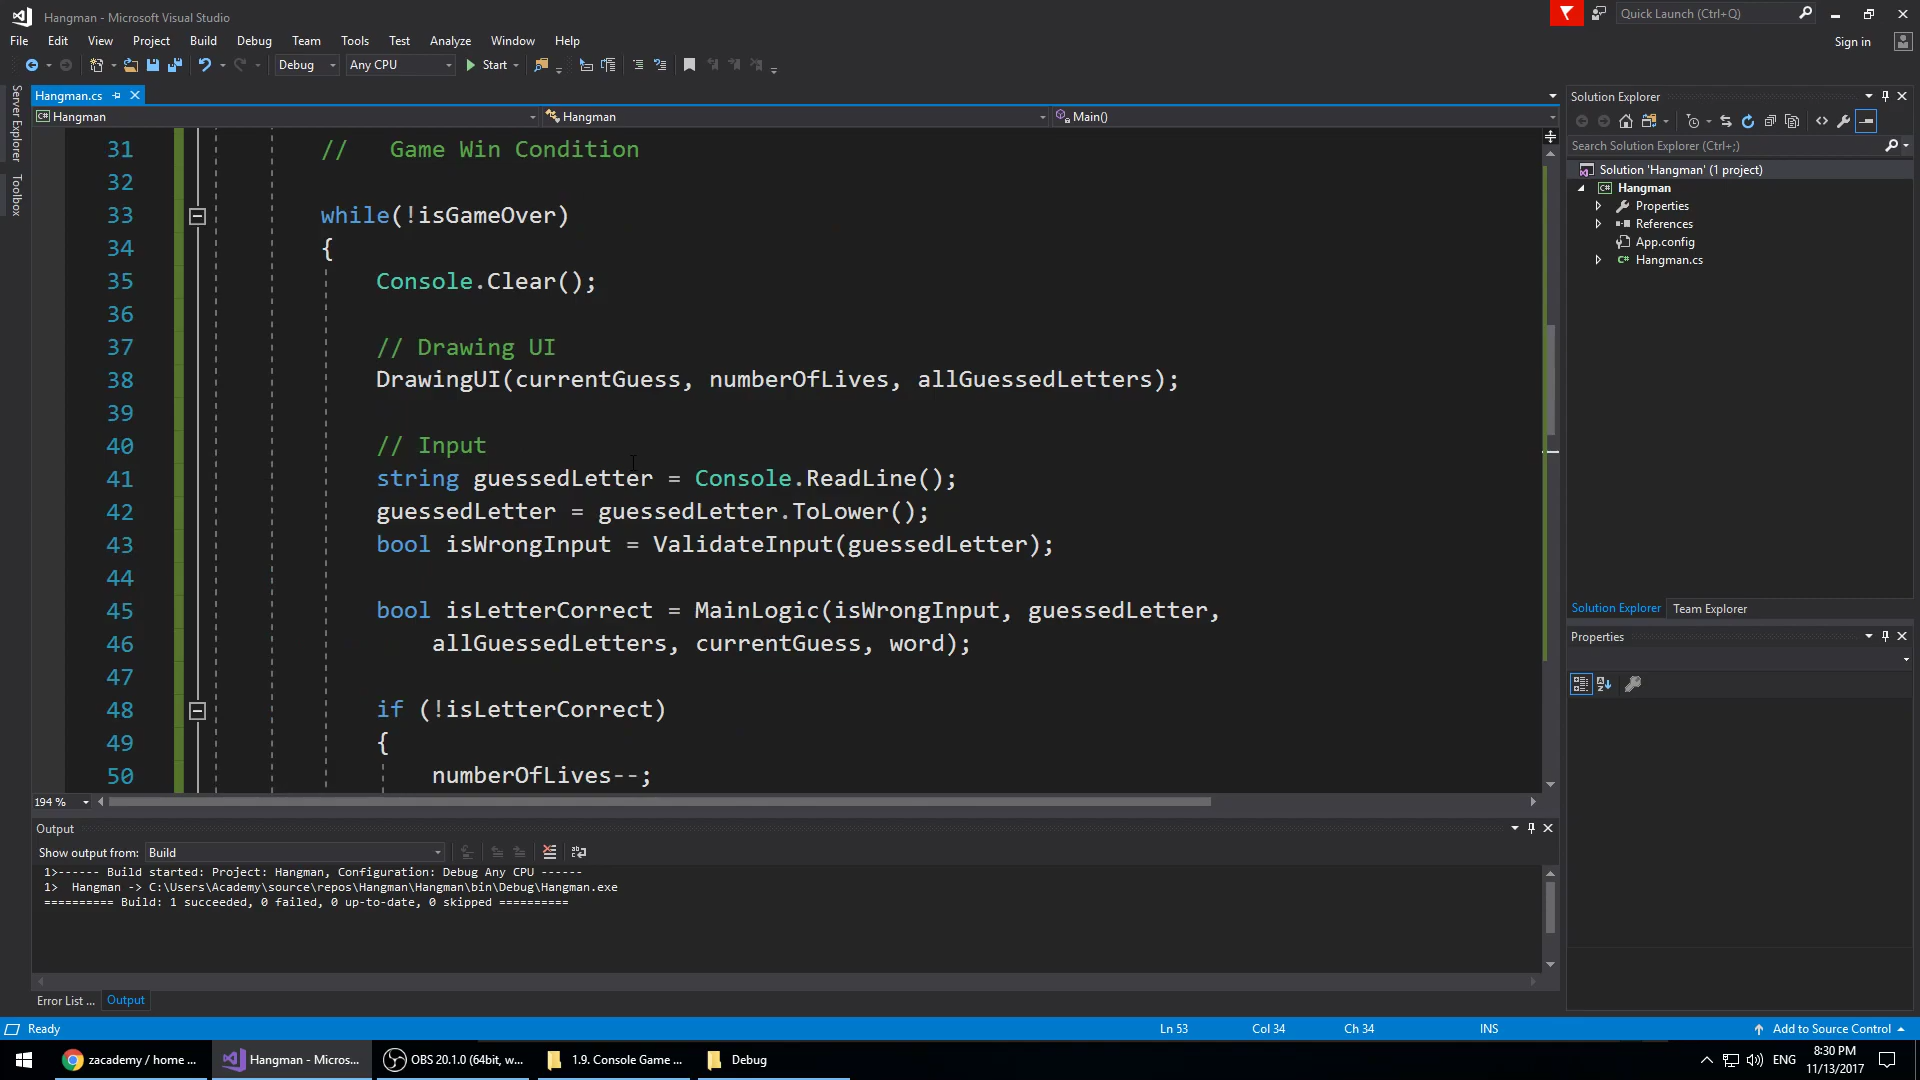 Hangman - Microsoft Visual Studio
Quick Launch (Ctrl+Q)
File Edit View Project Build Debug Team Tools Test Analyze Window Help
Sign in
Debug Any CPU Start
Server Explorer
Toolbox
Hangman.cs
Hangman Hangman Main()
31 // Game Win Condition
32
33 while(!isGameOver)
34 {
35 Console.Clear();
36
37 // Drawing UI
38 DrawingUI(currentGuess, numberOfLives, allGuessedLetters);
39
40 // Input
41 string guessedLetter = Console.ReadLine();
42 guessedLetter = guessedLetter.ToLower();
43 bool isWrongInput = ValidateInput(guessedLetter);
44
45 bool isLetterCorrect = MainLogic(isWrongInput, guessedLetter,
46 allGuessedLetters, currentGuess, word);
47
48 if (!isLetterCorrect)
49 {
50 numberOfLives--;
194 %
Solution Explorer
Search Solution Explorer (Ctrl+;)
Solution 'Hangman' (1 project)
Hangman
Properties
References
App.config
Hangman.cs
Solution Explorer Team Explorer
Properties
Output
Show output from: Build
1>------ Build started: Project: Hangman, Configuration: Debug Any CPU ------
1> Hangman -> C:\Users\Academy\source\repos\Hangman\Hangman\bin\Debug\Hangman.exe
========== Build: 1 succeeded, 0 failed, 0 up-to-date, 0 skipped ==========
Error List ... Output
Ready Ln 53 Col 34 Ch 34 INS Add to Source Control
zacademy / home ... Hangman - Micros... OBS 20.1.0 (64bit, w... 1.9. Console Game ... Debug
ENG 8:30 PM
11/13/2017